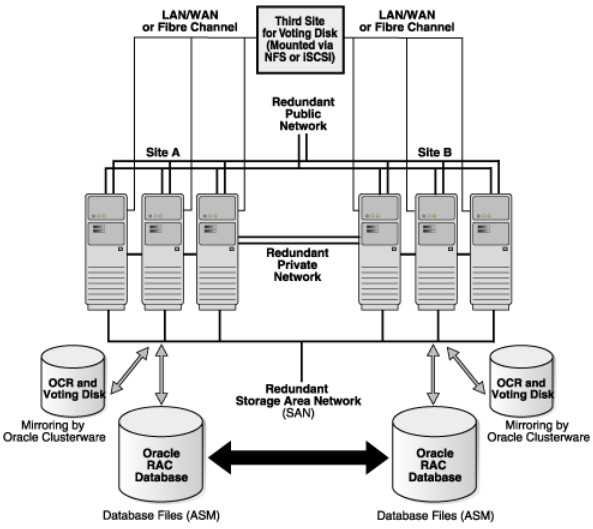 LAN/WAN
or Fibre Channel
Third Site
for Voting Disk
(Mounted via
NFS or iSCSI)
LAN/WAN
or Fibre Channel
Redundant
Public
Network
Site A
Site B
Redundant
Private
Network
OCR and
Voting Disk
Mirroring by
Oracle Clusterware
Redundant
Storage Area Network
(SAN)
OCR and
Voting Disk
Mirroring by
Oracle Clusterware
Oracle
RAC
Database
Oracle
RAC
Database
Database Files (ASM)
Database Files (ASM)